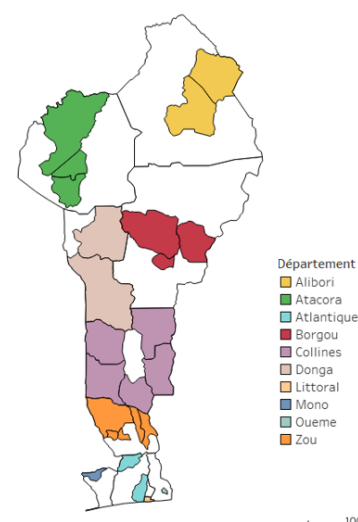 Département
Alibori
Atacora
Atlantique
Borgou
Collines
Donga
Littoral
Mono
Oueme
Zou